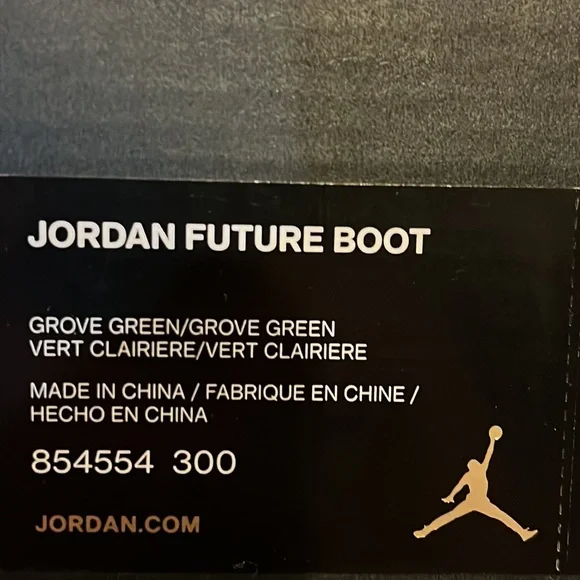 JORDAN FUTURE BOOT
GROVE GREEN/GROVE GREEN
VERT CLAIRIERE/VERT CLAIRIERE
MADE IN CHINA / FABRIQUE EN CHINE /
HECHO EN CHINA
854554 300
JORDAN.COM